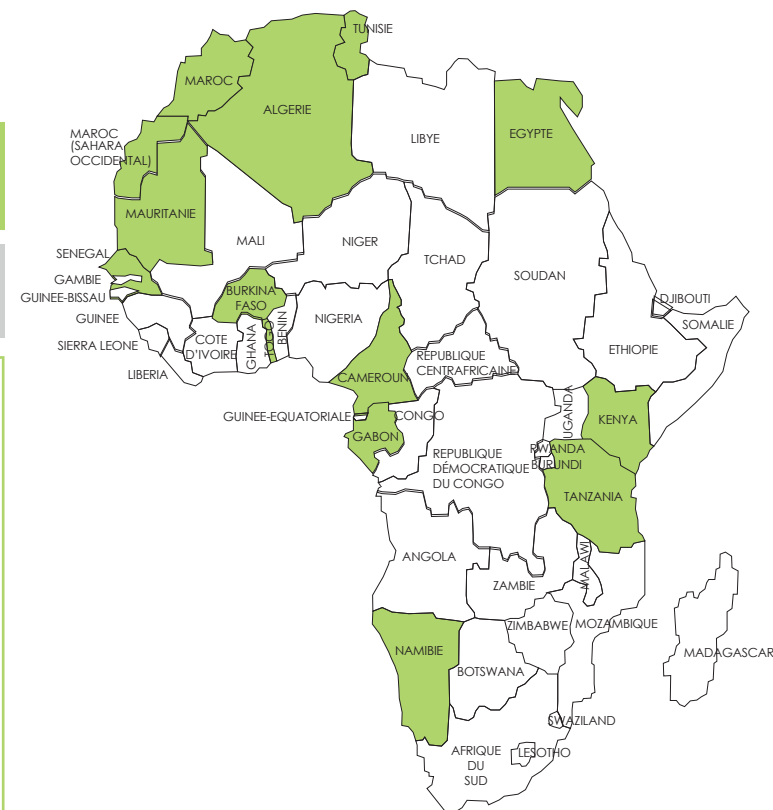 TUNISIE
MAROC
ALGERIE
LIBYE
EGYPTE
MAROC
(SAHARA
OCCIDENTAL)
MAURITANIE
MALI
NIGER
TCHAD
SOUDAN
SENEGAL
GAMBIE
GUINEE-BISSAU
GUINEE
SIERRA LEONE
LIBERIA
BURKINA
FASO
COTE
D'IVOIRE
GHANA
TOGO
BENIN
NIGERIA
DJIBOUTI
SOMALIE
ETHIOPIE
CAMEROUN
RÉPUBLIQUE
CENTRAFRICAINE
GUINEE-EQUATORIALE
CONGO
GABON
UGANDA
KENYA
RWANDA
BURUNDI
REPUBLIQUE
DÉMOCRATIQUE
DU CONGO
TANZANIA
ANGOLA
ZAMBIE
MALAWI
ZIMBABWE
MOZAMBIQUE
NAMIBIE
BOTSWANA
MADAGASCAR
SWAZILAND
LESOTHO
AFRIQUE
DU
SUD